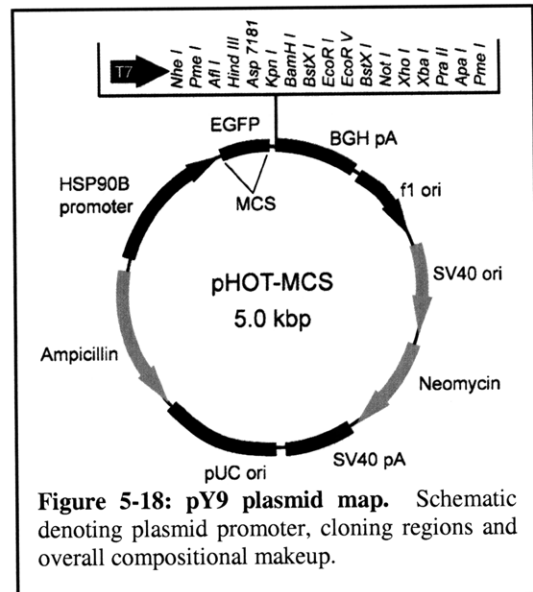 T7
Nhe I
Pme I
Afl I
Hind III
Asp 7181
Kpn I
BamH I
BstX I
EcoR I
EcoR V
BstX I
Not I
Xho I
Xba I
Pra II
Apa I
Pme I
EGFP
BGH pA
HSP90B
promoter
MCS
f1 ori
SV40 ori
pHOT-MCS
5.0 kbp
Ampicillin
Neomycin
pUC ori
SV40 pA
Figure 5-18: pY9 plasmid map. Schematic
denoting plasmid promoter, cloning regions and
overall compositional makeup.